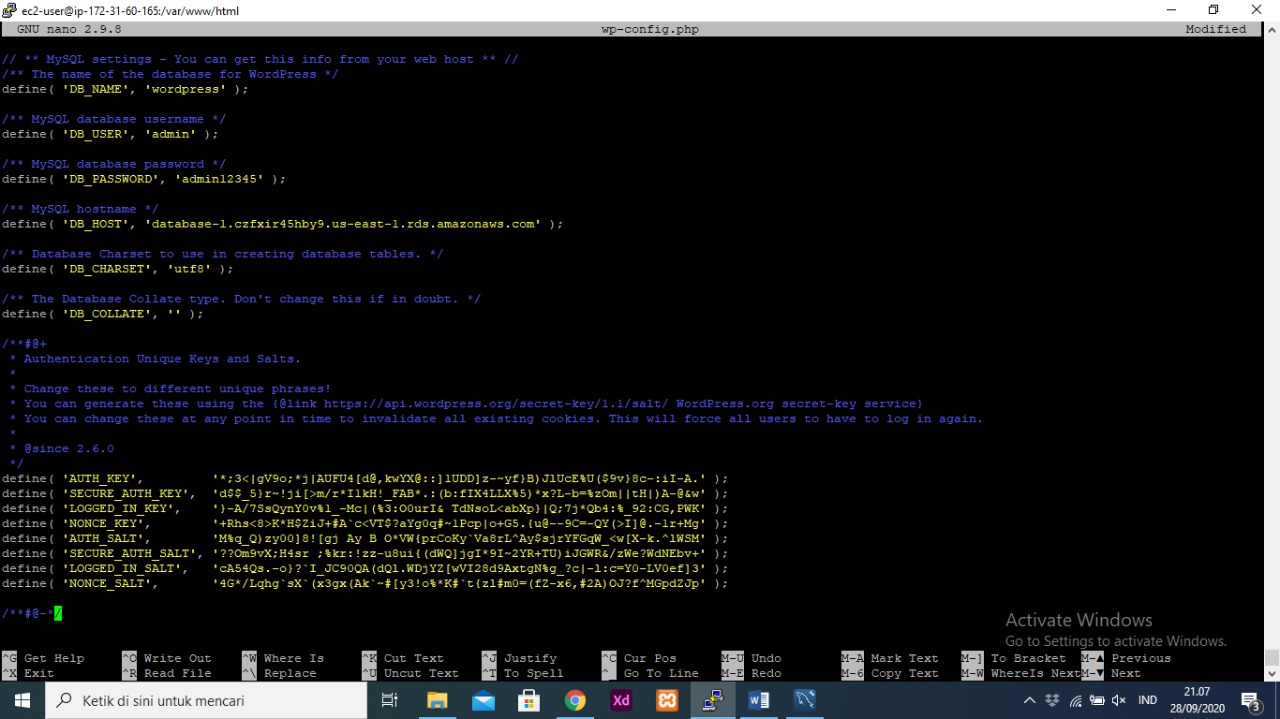 ec2-user@ip-172-31-60-165:/var/www/html
GNU nano 2.9.8 wp-config.php Modified
// ** MySQL settings - You can get this info from your web host ** //
/** The name of the database for WordPress */
define( 'DB_NAME', 'wordpress' );
/** MySQL database username */
define( 'DB_USER', 'admin' );
/** MySQL database password */
define( 'DB_PASSWORD', 'admin12345' );
/** MySQL hostname */
define( 'DB_HOST', 'database-1.czfxir45hby9.us-east-1.rds.amazonaws.com' );
/** Database Charset to use in creating database tables. */
define( 'DB_CHARSET', 'utf8' );
/** The Database Collate type. Don't change this if in doubt. */
define( 'DB_COLLATE', '' );
/**#@+
* Authentication Unique Keys and Salts.
*
* Change these to different unique phrases!
* You can generate these using the {@link https://api.wordpress.org/secret-key/1.1/salt/ WordPress.org secret-key service}
* You can change these at any point in time to invalidate all existing cookies. This will force all users to have to log in again.
*
* @since 2.6.0
*/
define( 'AUTH_KEY', '*;3<|gV9o;*j|AUFU4[d@,kwYX@::]lUDD]z-~yf}B)JlUcE%U($9v}8c-:iI-A.' );
define( 'SECURE_AUTH_KEY', 'd$$_5}r~!ji[>m/r*IlkH!_FAB*.:(b:fIX4LLX%5)*x?L-b=%zOm||tH|)A-@&w' );
define( 'LOGGED_IN_KEY', '}-A/7SsQynY0v%l_-Mc|(%3:O0urI& TdNsoL<abXp}|Q;7j*Qb4:%_92:CG,PWK' );
define( 'NONCE_KEY', '+Rhs<8>K*H$ZiJ+#A`c<VT$?aYg0q#~lPcp|o+G5.{u@--9C=-QY(>I]@.-lr+Mg' );
define( 'AUTH_SALT', 'M%q_Q)zy00]8![gj Ay B O*VW{prCoKy`Va8rL^Ay$sjrYFGqW_<w[X-k.^lWSM' );
define( 'SECURE_AUTH_SALT', '??Om9vX;H4sr ;%kr:!zz-u8ui{(dWQ]jgI*9I~2YR+TU)iJGWR&/zWe?WdNEbv+' );
define( 'LOGGED_IN_SALT', 'cA54Qs.-o}?`I_JC90QA(dQl.WDjYZ[wVI28d9AxtgN%g_?c|-l:c=Y0-LV0ef]3' );
define( 'NONCE_SALT', '4G*/Lqhg`sX`(x3gx(Ak`~#[y3!o%*K#`t{zl#m0=(fZ-x6,#2A)OJ?f^MGpdZJp' );
/**#@-*/
Activate Windows
Go to Settings to activate Windows.
^G Get Help ^O Write Out ^W Where Is ^K Cut Text ^J Justify ^C Cur Pos M-U Undo M-A Mark Text M-] To Bracket M-▲ Previous
^X Exit ^R Read File ^\ Replace ^U Uncut Text ^T To Spell ^_ Go To Line M-E Redo M-6 Copy Text M-W WhereIs Next M-▼ Next
Ketik di sini untuk mencari
Xd
W
IND
21.07
28/09/2020
3